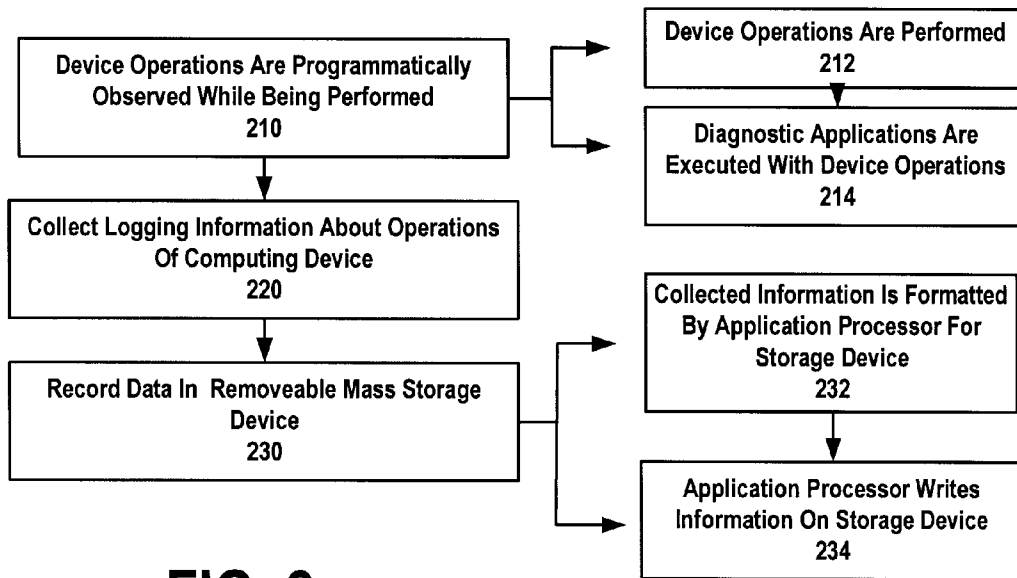 Device Operations Are Programmatically
Observed While Being Performed
210
Device Operations Are Performed
212
Diagnostic Applications Are
Executed With Device Operations
214
Collect Logging Information About Operations
Of Computing Device
220
Record Data In Removeable Mass Storage
Device
230
Collected Information Is Formatted
By Application Processor For
Storage Device
232
Application Processor Writes
Information On Storage Device
234
FIG.